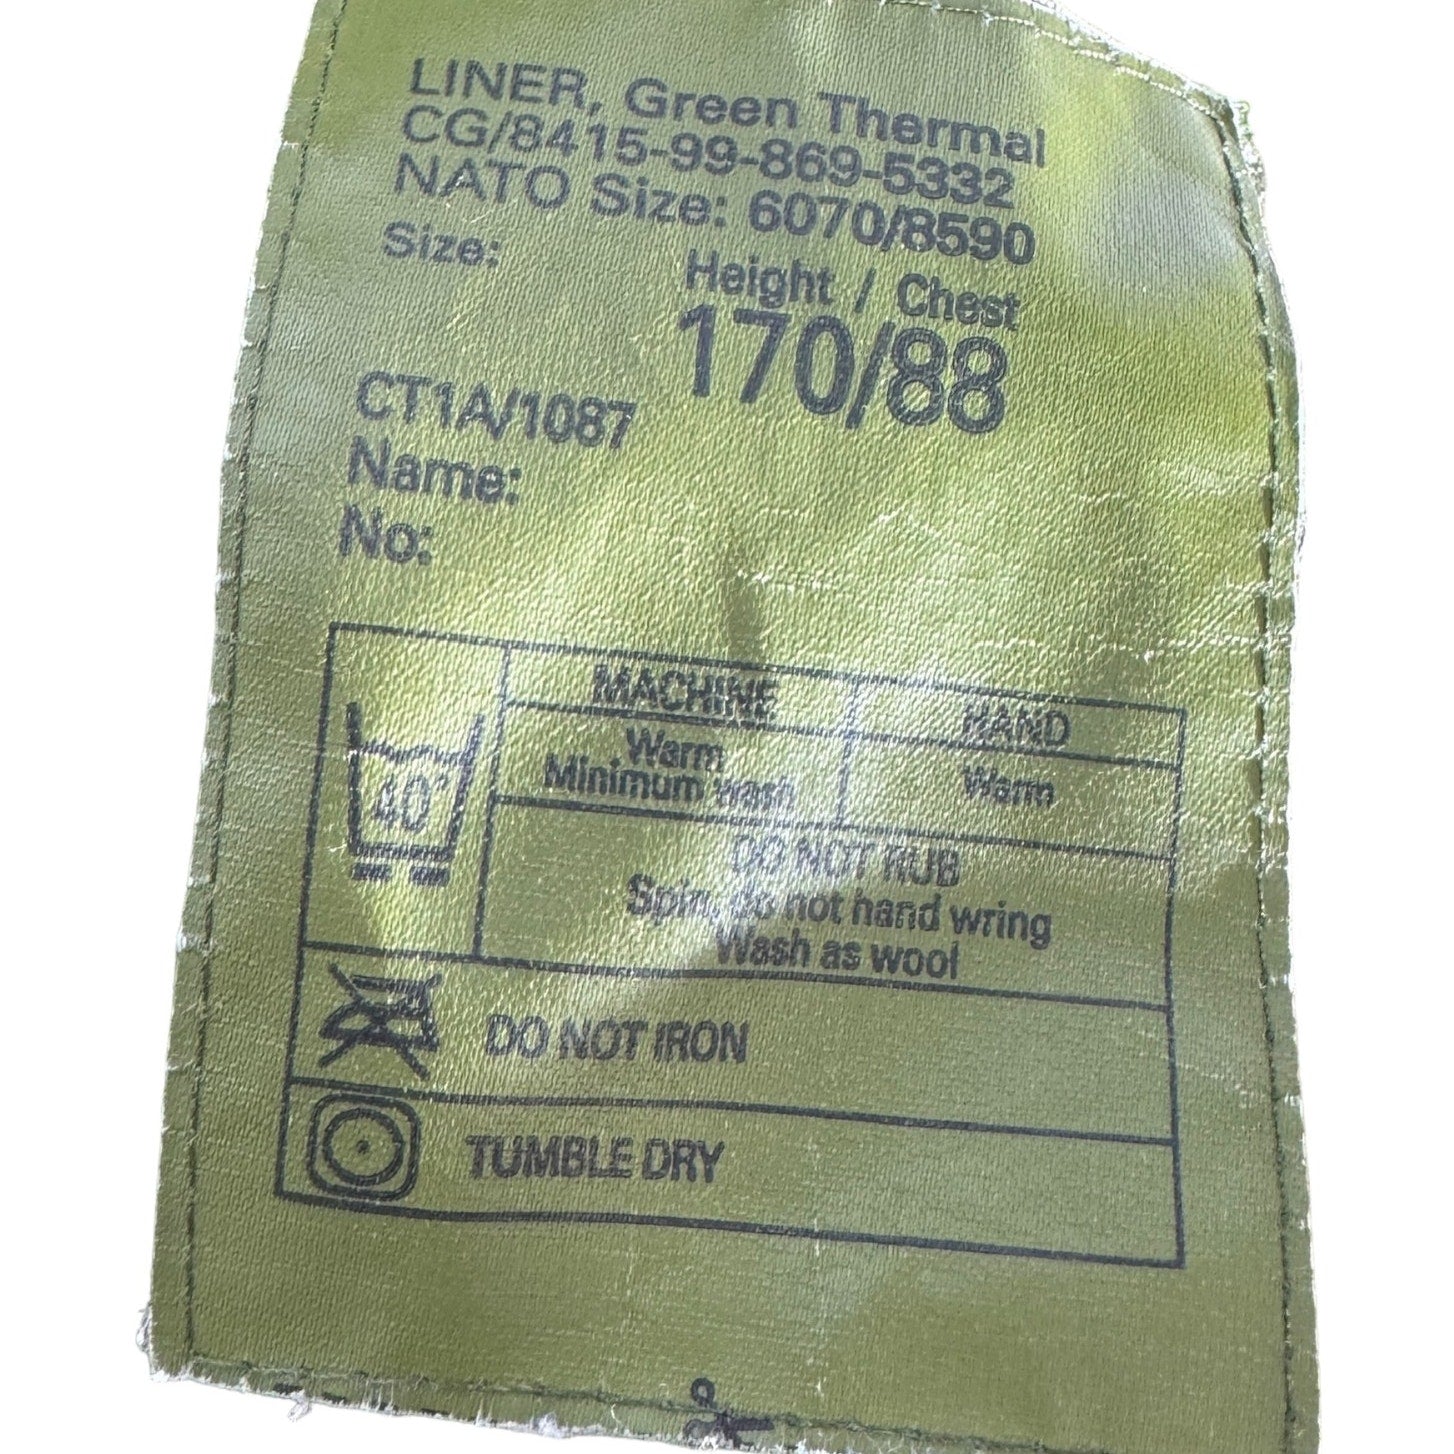 LINER, Green Thermal
CG/8415-99-869-5332
NATO Size: 6070/8590
Size: Height / Chest
170/88
CT1A/1087
Name:
No:
MACHINE HAND
40° Warm Warm
Minimum wash
DO NOT RUB
Spin, do not hand wring
Wash as wool
DO NOT IRON
TUMBLE DRY